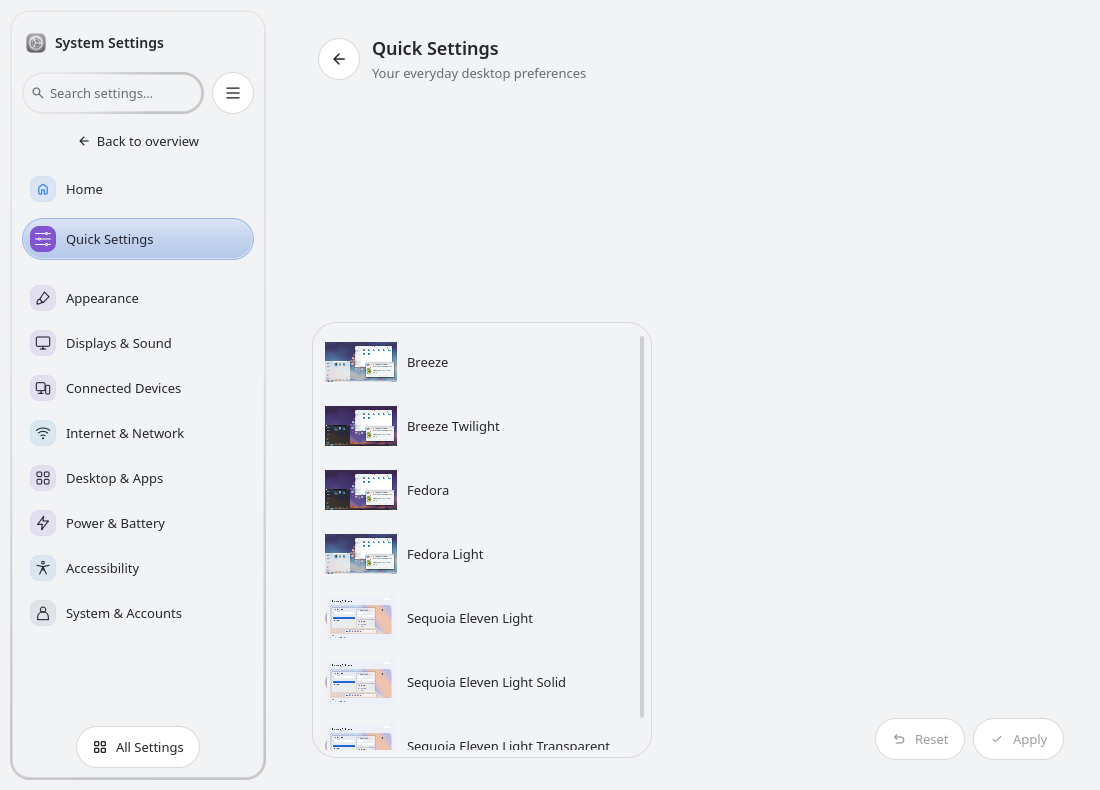 System Settings
Search settings...
Back to overview
Home
Quick Settings
Appearance
Displays & Sound
Connected Devices
Internet & Network
Desktop & Apps
Power & Battery
Accessibility
System & Accounts
All Settings
Quick Settings
Your everyday desktop preferences
Breeze
Breeze Twilight
Fedora
Fedora Light
Sequoia Eleven Light
Sequoia Eleven Light Solid
Sequoia Eleven Light Transparent
Reset
Apply